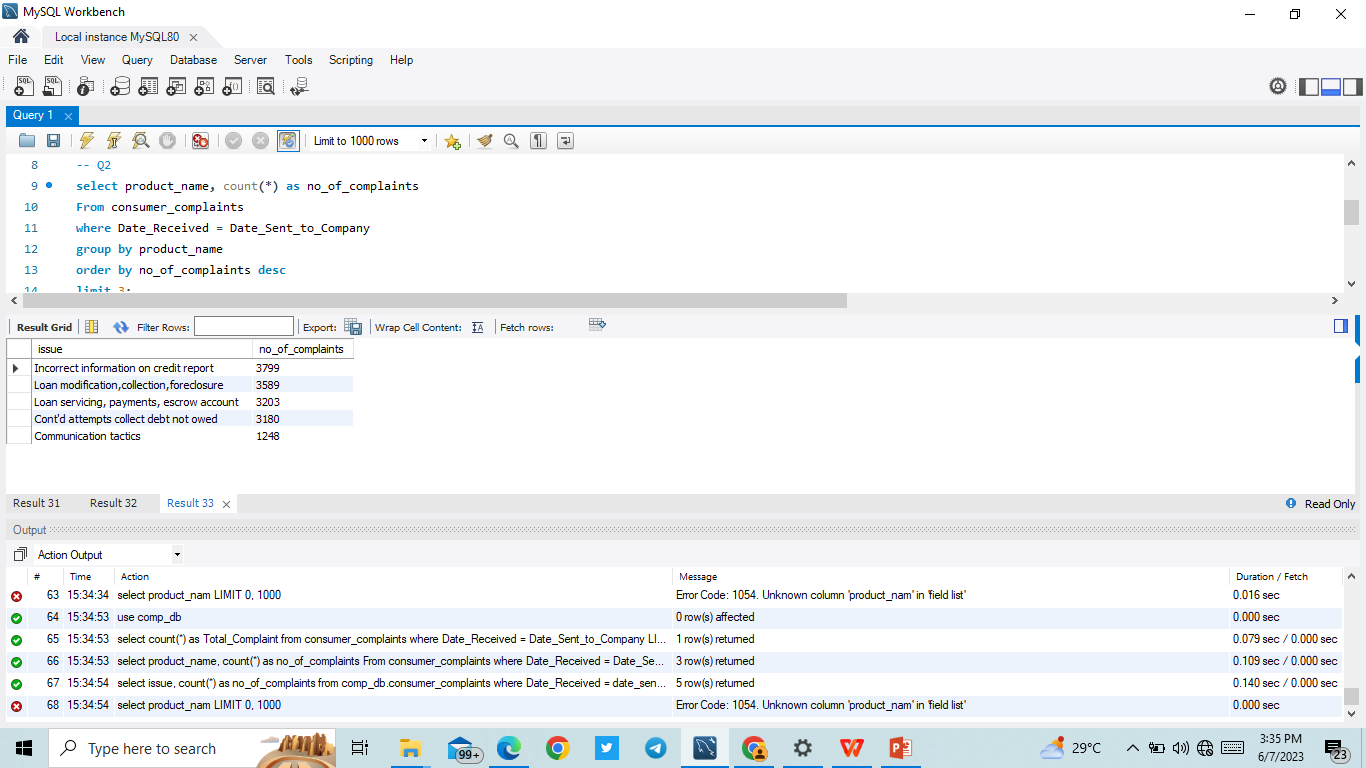 MySQL Workbench
Local instance MySQL80
File Edit View Query Database Server Tools Scripting Help
Query 1
Limit to 1000 rows
8 -- Q2
9 select product_name, count(*) as no_of_complaints
10 From consumer_complaints
11 where Date_Received = Date_Sent_to_Company
12 group by product_name
13 order by no_of_complaints desc
14 limit 3;
Result Grid Filter Rows: Export: Wrap Cell Content: IA Fetch rows:
issue no_of_complaints
Incorrect information on credit report 3799
Loan modification,collection,foreclosure 3589
Loan servicing, payments, escrow account 3203
Cont'd attempts collect debt not owed 3180
Communication tactics 1248
Result 31 Result 32 Result 33 Read Only
Output
Action Output
# Time Action Message Duration / Fetch
63 15:34:34 select product_nam LIMIT 0, 1000 Error Code: 1054. Unknown column 'product_nam' in 'field list' 0.016 sec
64 15:34:53 use comp_db 0 row(s) affected 0.000 sec
65 15:34:53 select count(*) as Total_Complaint from consumer_complaints where Date_Received = Date_Sent_to_Company LI... 1 row(s) returned 0.079 sec / 0.000 sec
66 15:34:53 select product_name, count(*) as no_of_complaints From consumer_complaints where Date_Received = Date_Se... 3 row(s) returned 0.109 sec / 0.000 sec
67 15:34:54 select issue, count(*) as no_of_complaints from comp_db.consumer_complaints where Date_Received = date_sen... 5 row(s) returned 0.140 sec / 0.000 sec
68 15:34:54 select product_nam LIMIT 0, 1000 Error Code: 1054. Unknown column 'product_nam' in 'field list' 0.000 sec
Type here to search 99+ 29°C 3:35 PM
6/7/2023 23